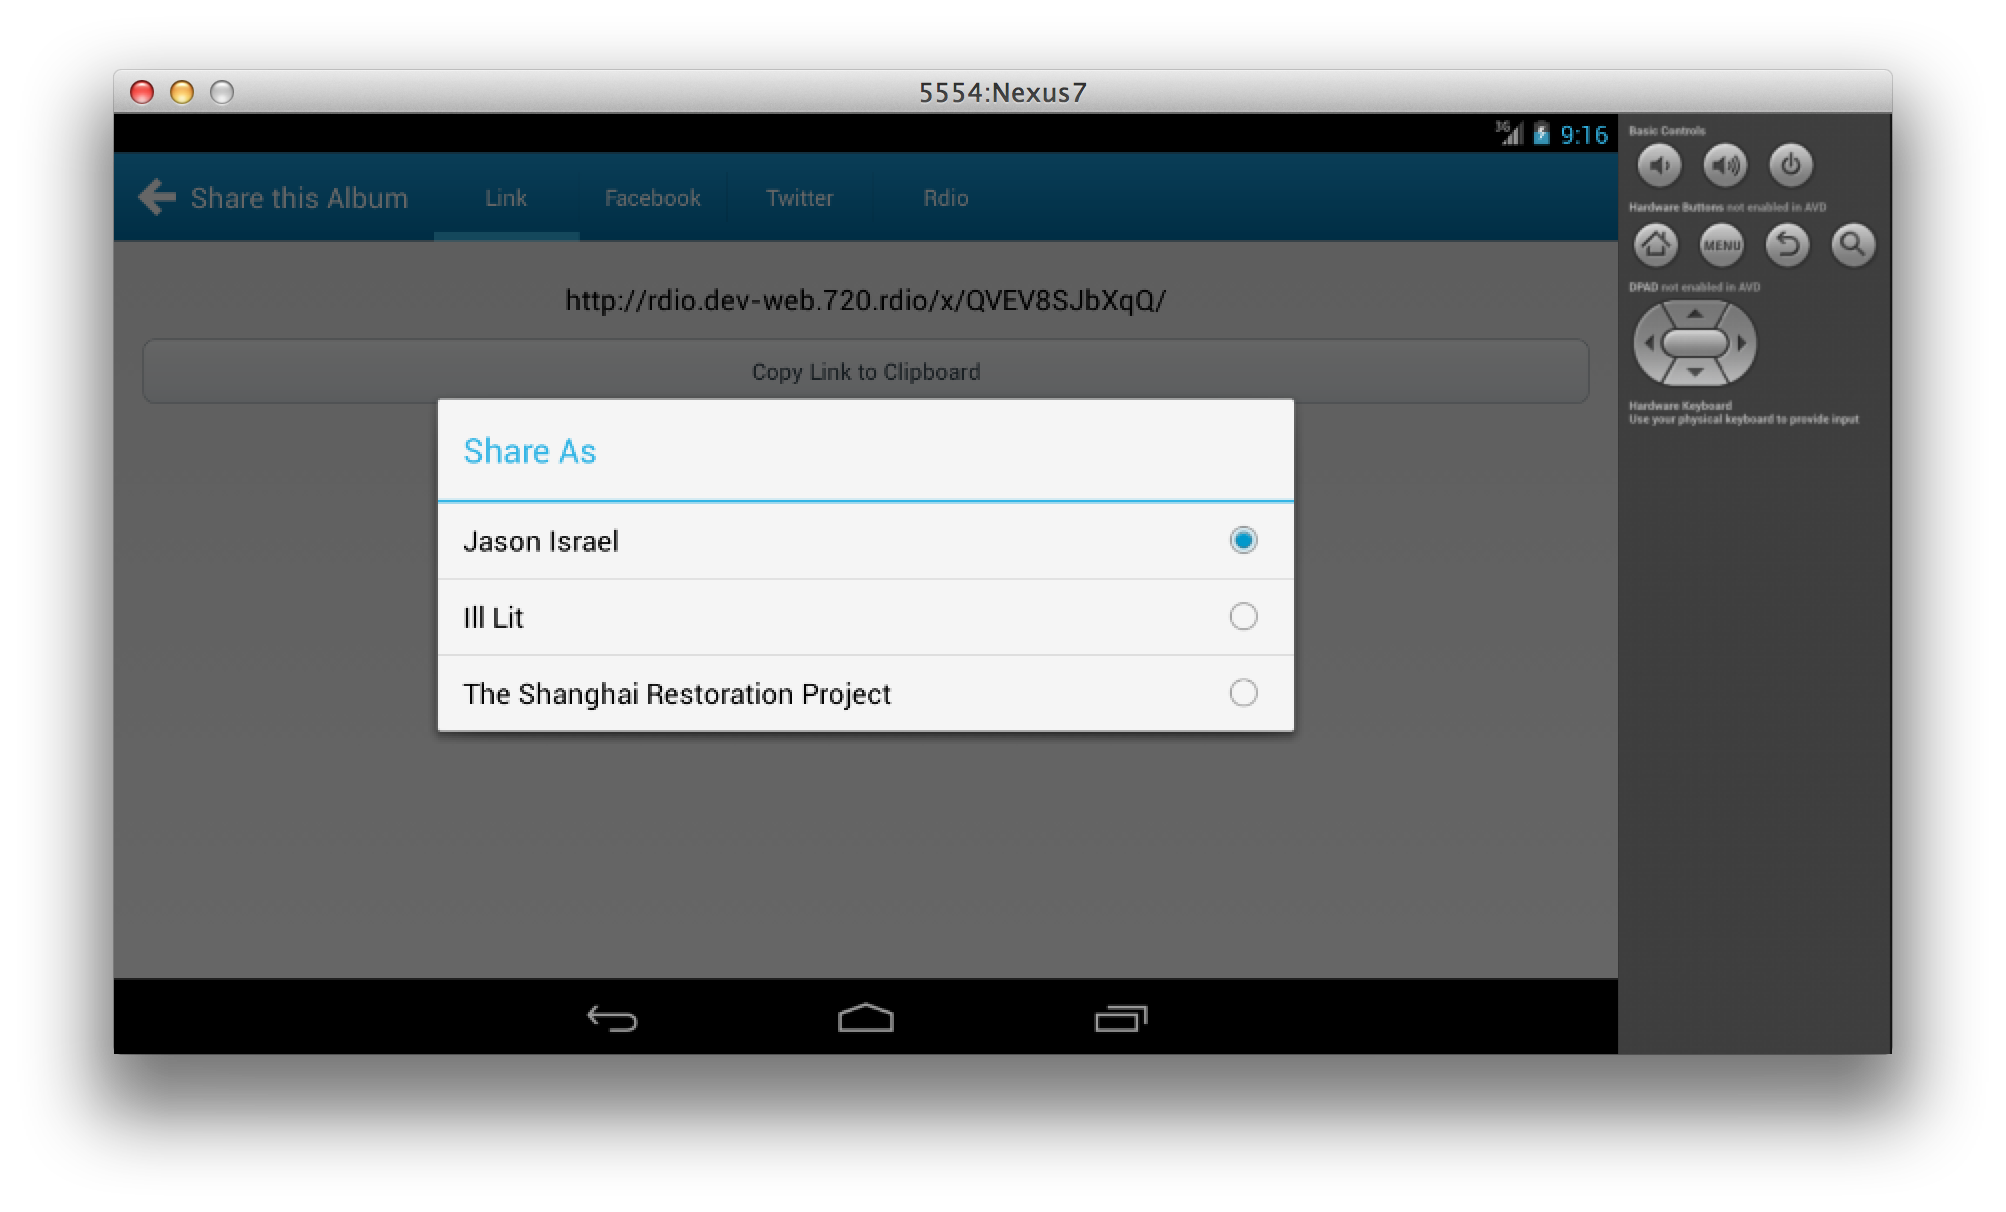 5554:Nexus7
3G 9:16
Share this Album Link Facebook Twitter Rdio
http://rdio.dev-web.720.rdio/x/QVEV8SJbXqQ/
Copy Link to Clipboard
Share As
Jason Israel
Ill Lit
The Shanghai Restoration Project
Basic Controls
Hardware Buttons not enabled in AVD
MENU
DPAD not enabled in AVD
Hardware Keyboard
Use your physical keyboard to provide input